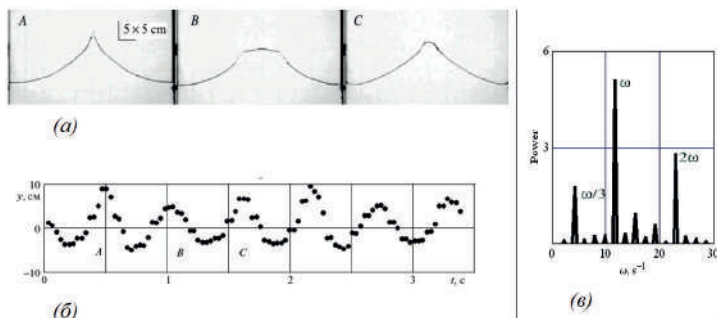 A
5 × 5 cm
B
C
(а)
y, см
10
0
−10
A
B
C
0
1
2
3
t, с
(б)
Power
6
3
ω/3
ω
2ω
0
10
20
30
ω, s⁻¹
(в)